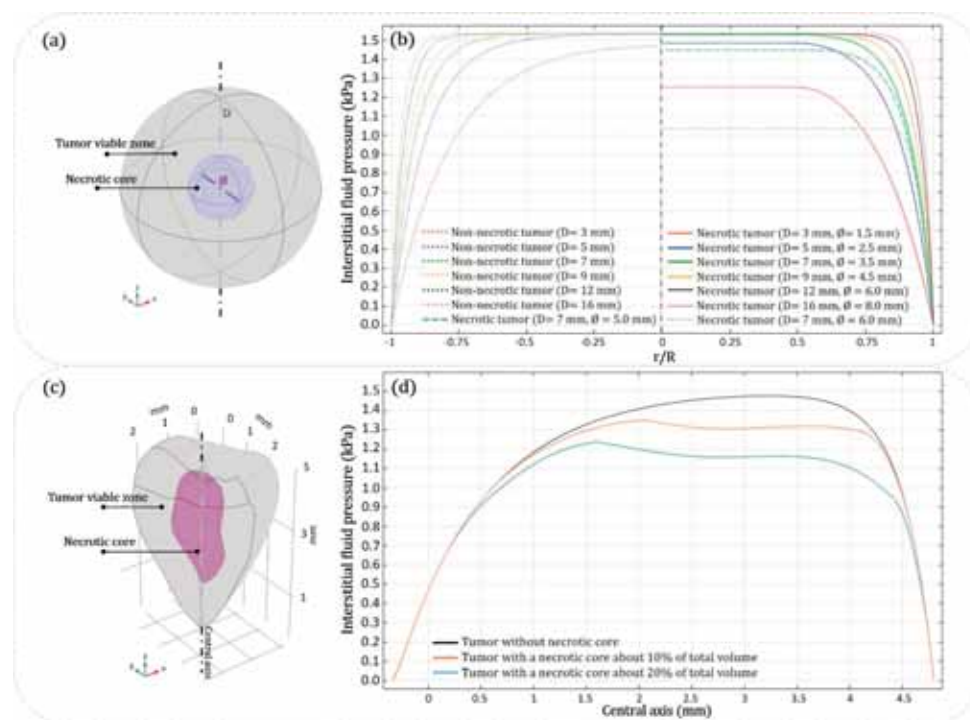 (a)
D
Tumor viable zone
Necrotic core
Ø
(b)
Interstitial fluid pressure (kPa)
1.5
1.4
1.3
1.2
1.1
1.0
0.9
0.8
0.7
0.6
0.5
0.4
0.3
0.2
0.1
0.0
Non-necrotic tumor (D= 3 mm)
Non-necrotic tumor (D= 5 mm)
Non-necrotic tumor (D= 7 mm)
Non-necrotic tumor (D= 9 mm)
Non-necrotic tumor (D= 12 mm)
Non-necrotic tumor (D= 16 mm)
Necrotic tumor (D= 7 mm, Ø = 5.0 mm)
Necrotic tumor (D= 3 mm, Ø = 1.5 mm)
Necrotic tumor (D= 5 mm, Ø = 2.5 mm)
Necrotic tumor (D= 7 mm, Ø = 3.5 mm)
Necrotic tumor (D= 9 mm, Ø = 4.5 mm)
Necrotic tumor (D= 12 mm, Ø = 6.0 mm)
Necrotic tumor (D= 16 mm, Ø = 8.0 mm)
Necrotic tumor (D= 7 mm, Ø = 6.0 mm)
-1 -0.75 -0.5 -0.25 0 0.25 0.5 0.75 1
r/R
(c)
mm mm
2 1 0 0 1 2
5
3
1
mm
Tumor viable zone
Necrotic core
Central axis
(d)
Interstitial fluid pressure (kPa)
1.5
1.4
1.3
1.2
1.1
1.0
0.9
0.8
0.7
0.6
0.5
0.4
0.3
0.2
0.1
0.0
Tumor without necrotic core
Tumor with a necrotic core about 10% of total volume
Tumor with a necrotic core about 20% of total volume
0 0.5 1 1.5 2 2.5 3 3.5 4 4.5
Central axis (mm)